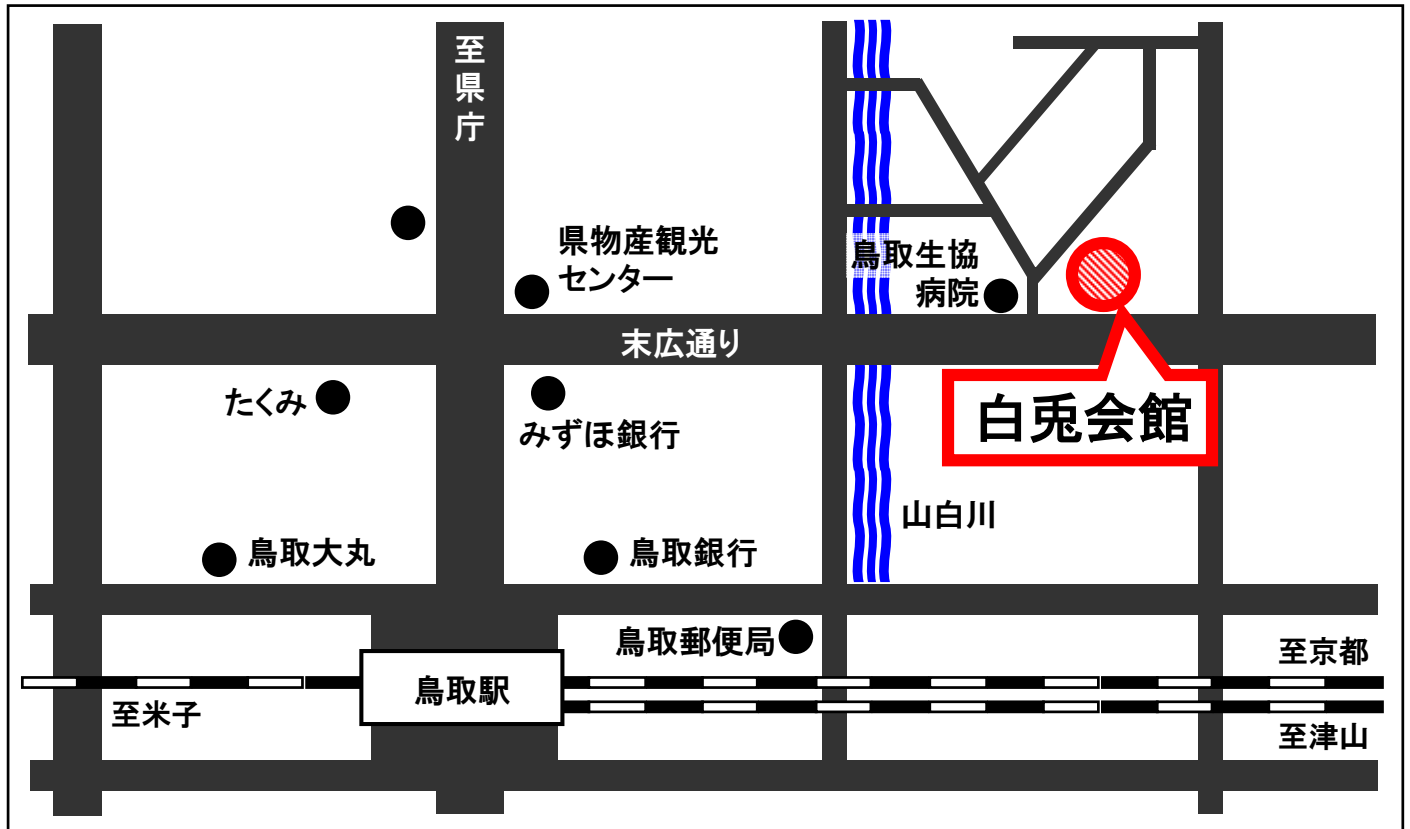 至県庁
県物産観光
センター
鳥取生協
病院
末広通り
たくみ
みずほ銀行
白兎会館
山白川
鳥取大丸
鳥取銀行
鳥取郵便局
至京都
鳥取駅
至米子
至津山